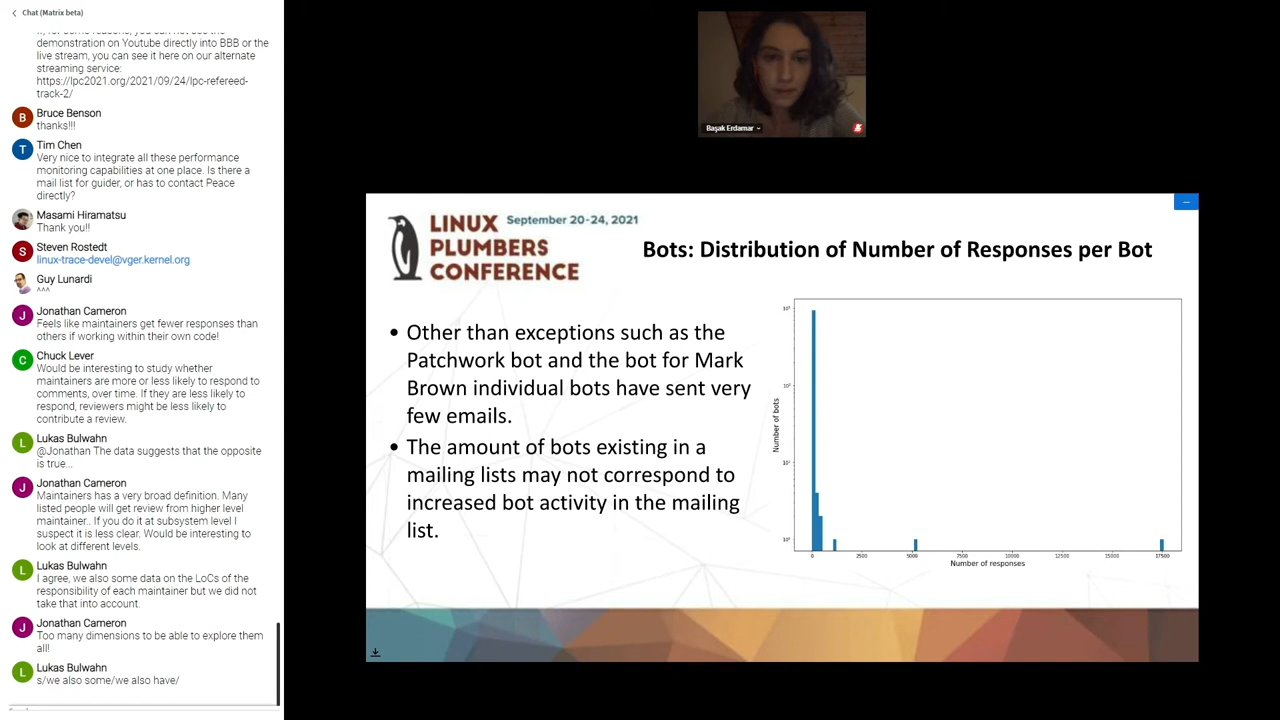 Chat (Matrix beta)
demonstration on Youtube directly into BBB or the
live stream, you can see it here on our alternate
streaming service:
https://lpc2021.org/2021/09/24/lpc-refereed-
track-2/
B
Bruce Benson
thanks!!!
T
Tim Chen
Very nice to integrate all these performance
monitoring capabilities at one place. Is there a
mail list for guider, or has to contact Peace
directly?
Masami Hiramatsu
Thank you!!
S
Steven Rostedt
linux-trace-devel@vger.kernel.org
Guy Lunardi
^^^
J
Jonathan Cameron
Feels like maintainers get fewer responses than
others if working within their own code!
C
Chuck Lever
Would be interesting to study whether
maintainers are more or less likely to respond to
comments, over time. If they are less likely to
respond, reviewers might be less likely to
contribute a review.
L
Lukas Bulwahn
@Jonathan The data suggests that the opposite
is true...
J
Jonathan Cameron
Maintainers has a very broad definition. Many
listed people will get review from higher level
maintainer.. If you do it at subsystem level I
suspect it is less clear. Would be interesting to
look at different levels.
L
Lukas Bulwahn
I agree, we also some data on the LoCs of the
responsibility of each maintainer but we did not
take that into account.
J
Jonathan Cameron
Too many dimensions to be able to explore them
all!
L
Lukas Bulwahn
s/we also some/we also have/
Başak Erdamar
LINUX
PLUMBERS
CONFERENCE
September 20-24, 2021
Bots: Distribution of Number of Responses per Bot
• Other than exceptions such as the
Patchwork bot and the bot for Mark
Brown individual bots have sent very
few emails.
• The amount of bots existing in a
mailing lists may not correspond to
increased bot activity in the mailing
list.
Number of bots
10³
10²
10¹
10⁰
0 2500 5000 7500 10000 12500 15000 17500
Number of responses